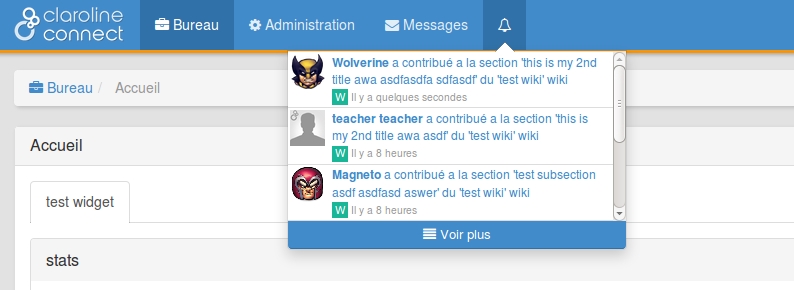 claroline
connect
Bureau
Administration
Messages
Wolverine a contribué a la section 'this is my 2nd
title awa asdfasdfa sdfasdf' du 'test wiki' wiki
W Il y a quelques secondes
teacher teacher a contribué a la section 'this is
my 2nd title awa asdf' du 'test wiki' wiki
W Il y a 8 heures
Magneto a contribué a la section 'test subsection
asdf asdfasd aswer' du 'test wiki' wiki
W Il y a 8 heures
Voir plus
Bureau / Accueil
Accueil
test widget
stats